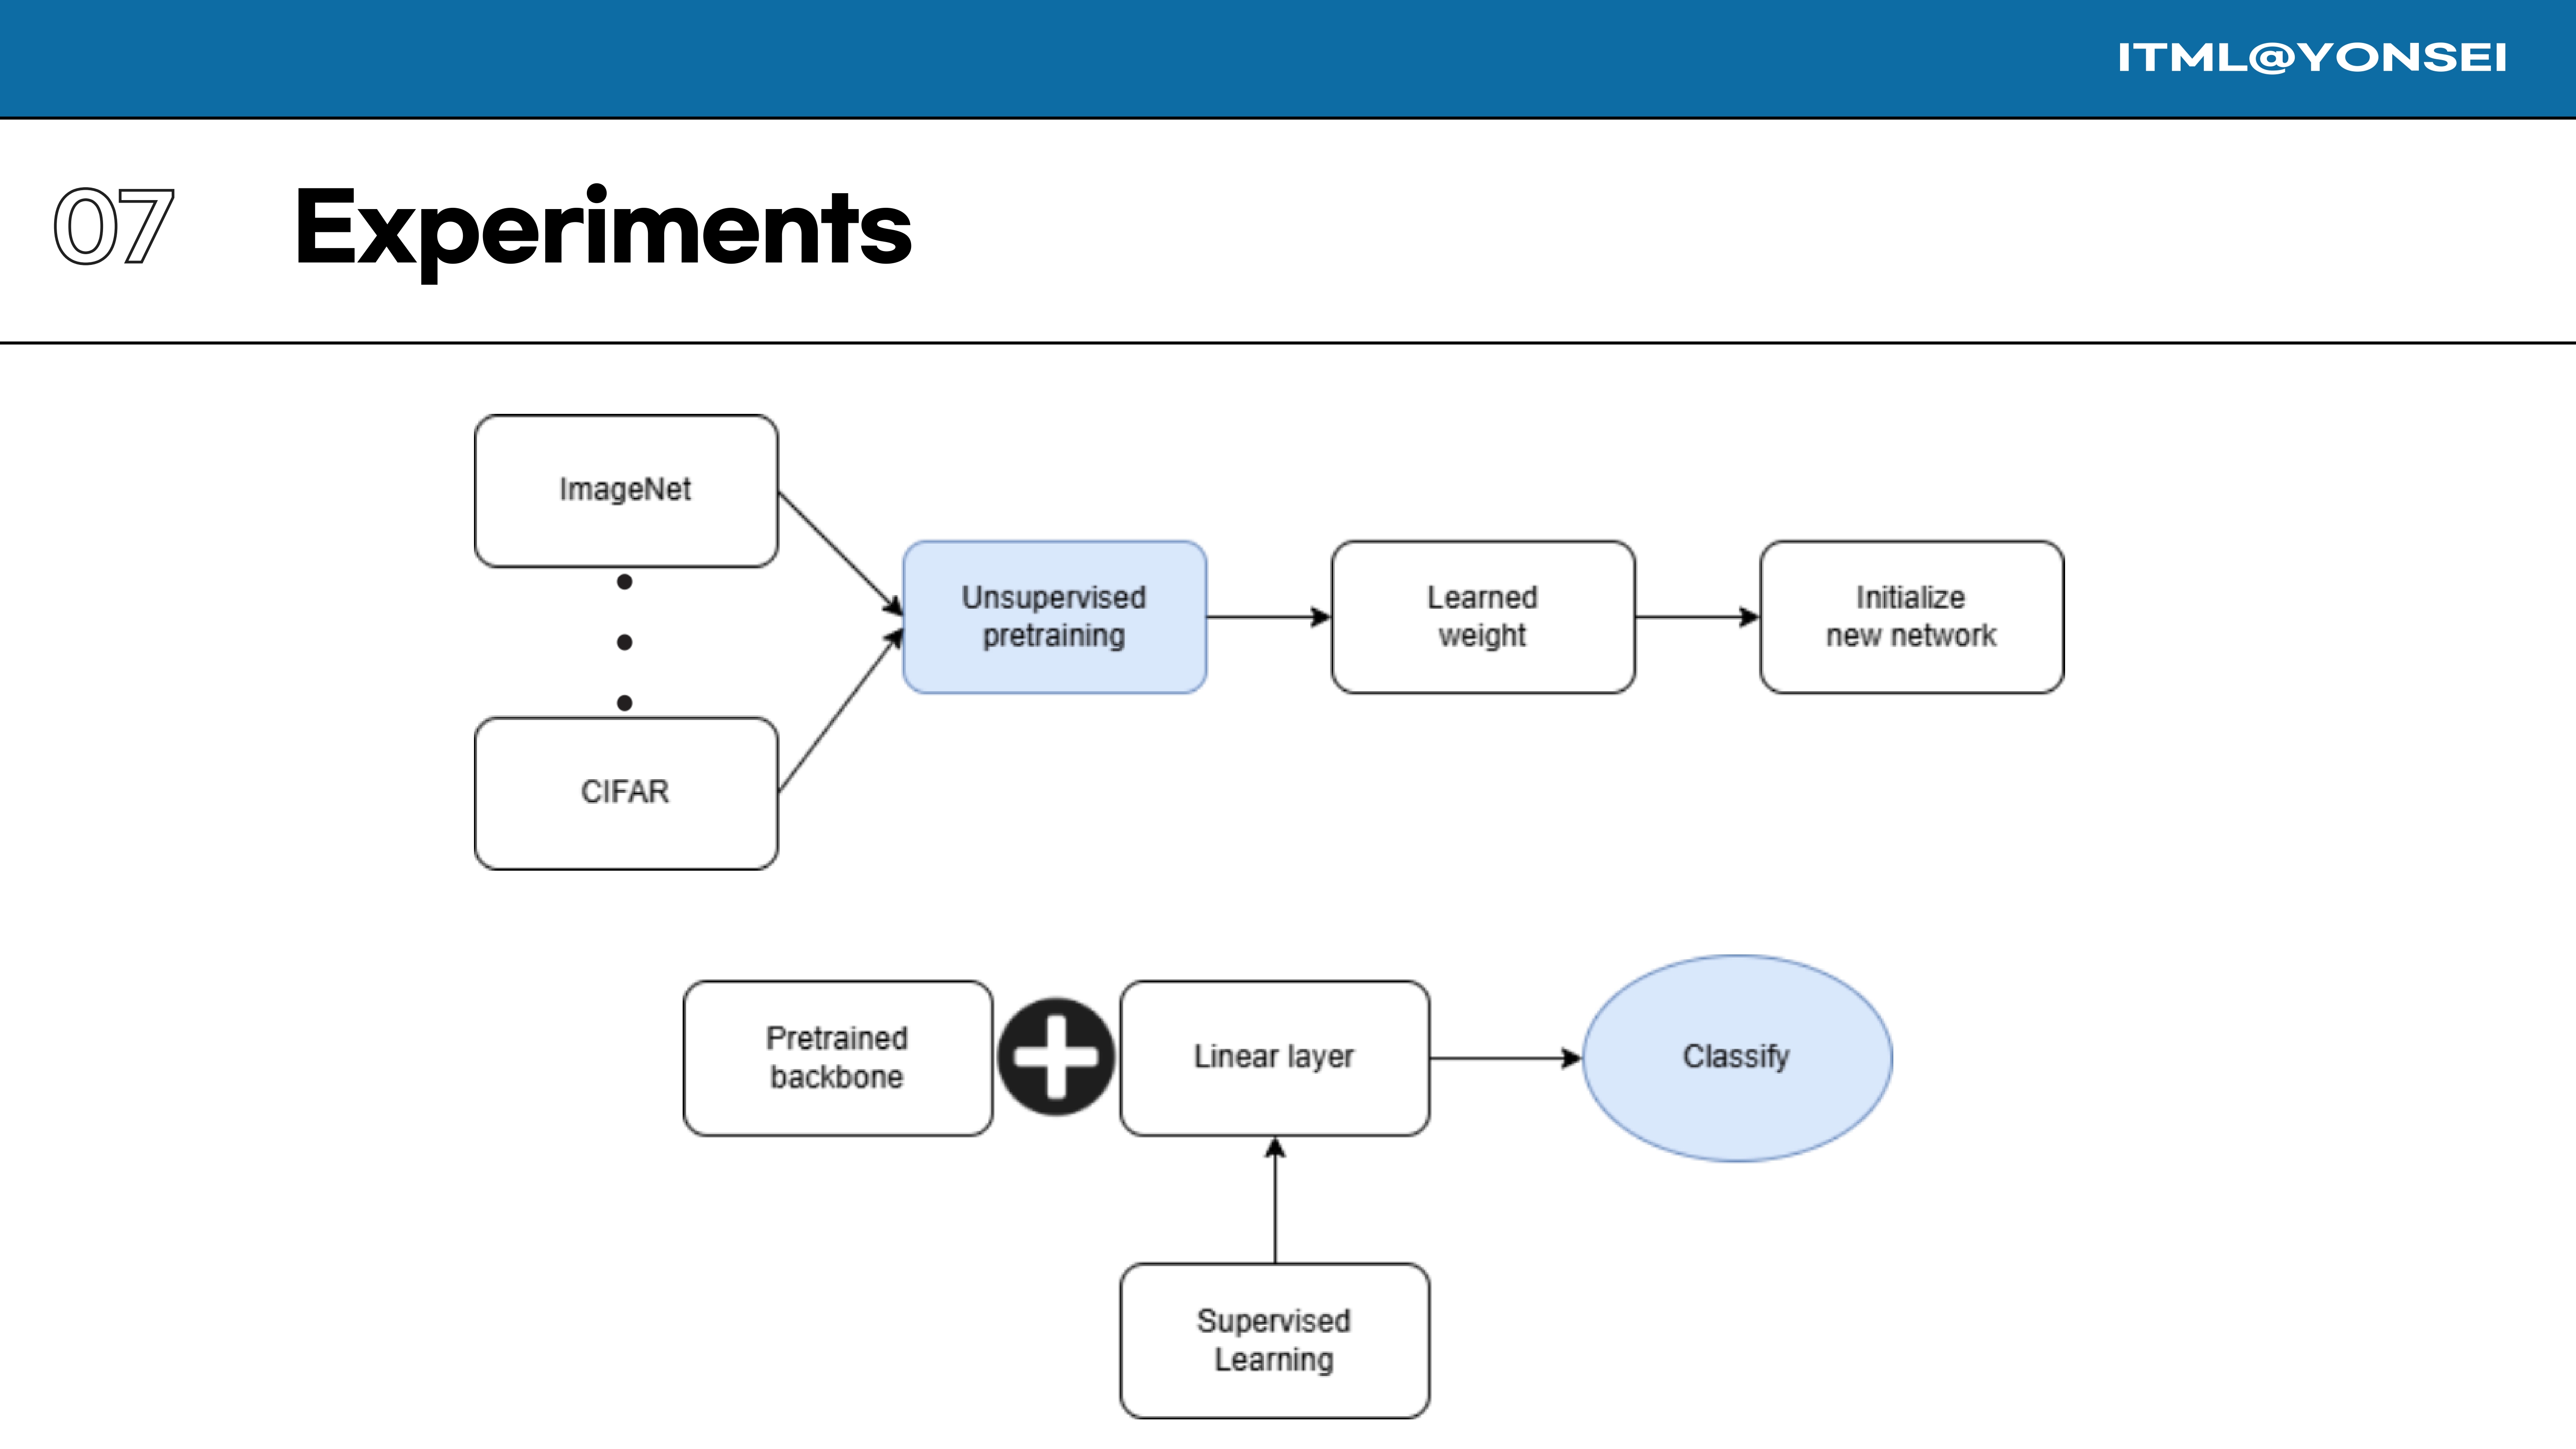 ITML@YONSEI
07
Experiments
ImageNet
Unsupervised
pretraining
Learned
weight
Initialize
new network
CIFAR
Pretrained
backbone
Linear layer
Classify
Supervised
Learning